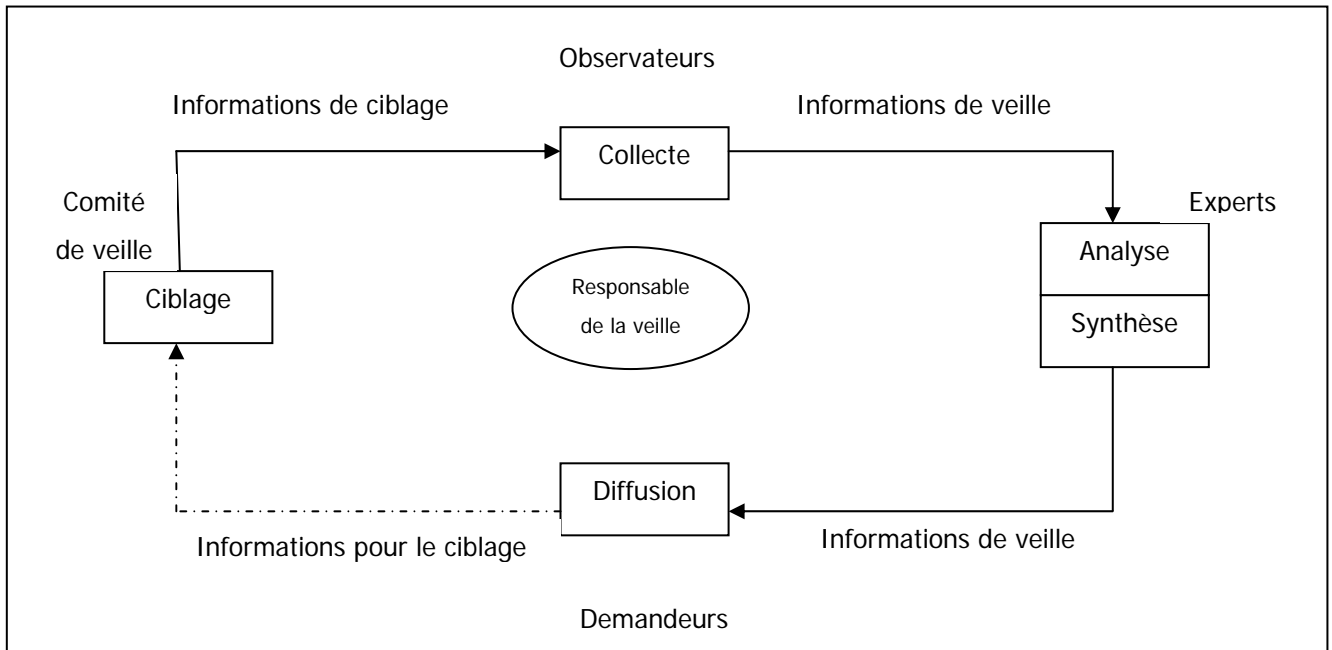 Observateurs
Informations de ciblage
Informations de veille
Collecte
Comité
de veille
Experts
Analyse
Ciblage
Responsable
de la veille
Synthèse
Diffusion
Informations pour le ciblage
Informations de veille
Demandeurs